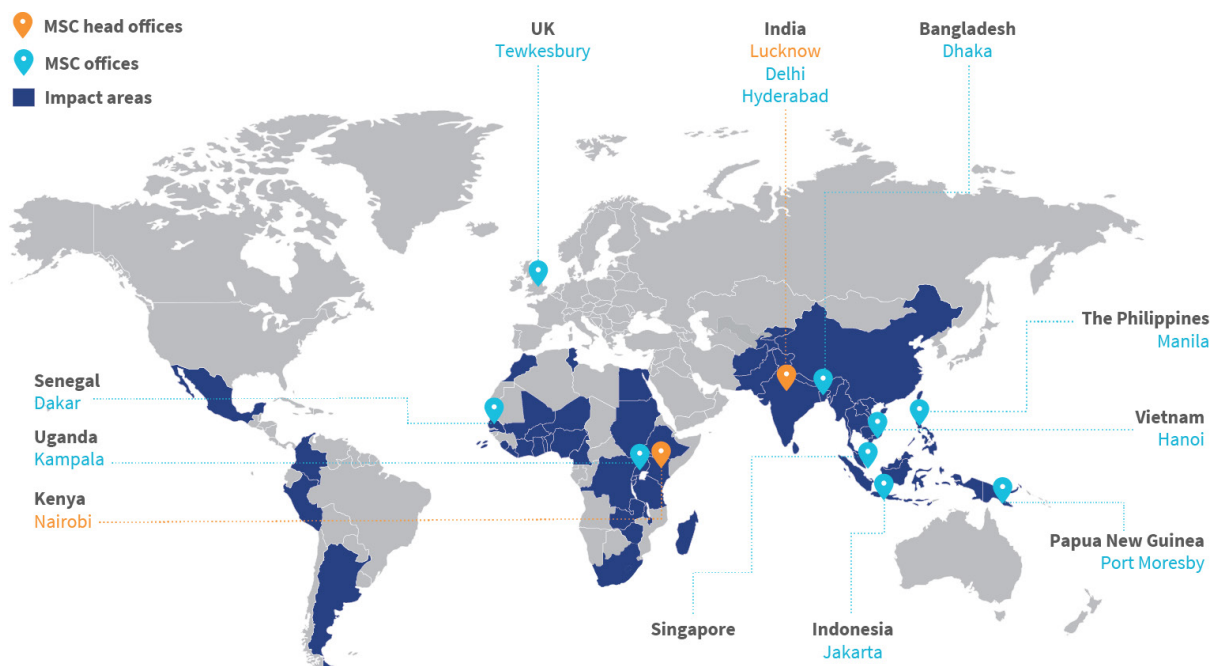 MSC head offices
MSC offices
Impact areas
UK
Tewkesbury
India
Lucknow
Delhi
Hyderabad
Bangladesh
Dhaka
The Philippines
Manila
Senegal
Dakar
Vietnam
Hanoi
Uganda
Kampala
Kenya
Nairobi
Papua New Guinea
Port Moresby
Singapore
Indonesia
Jakarta